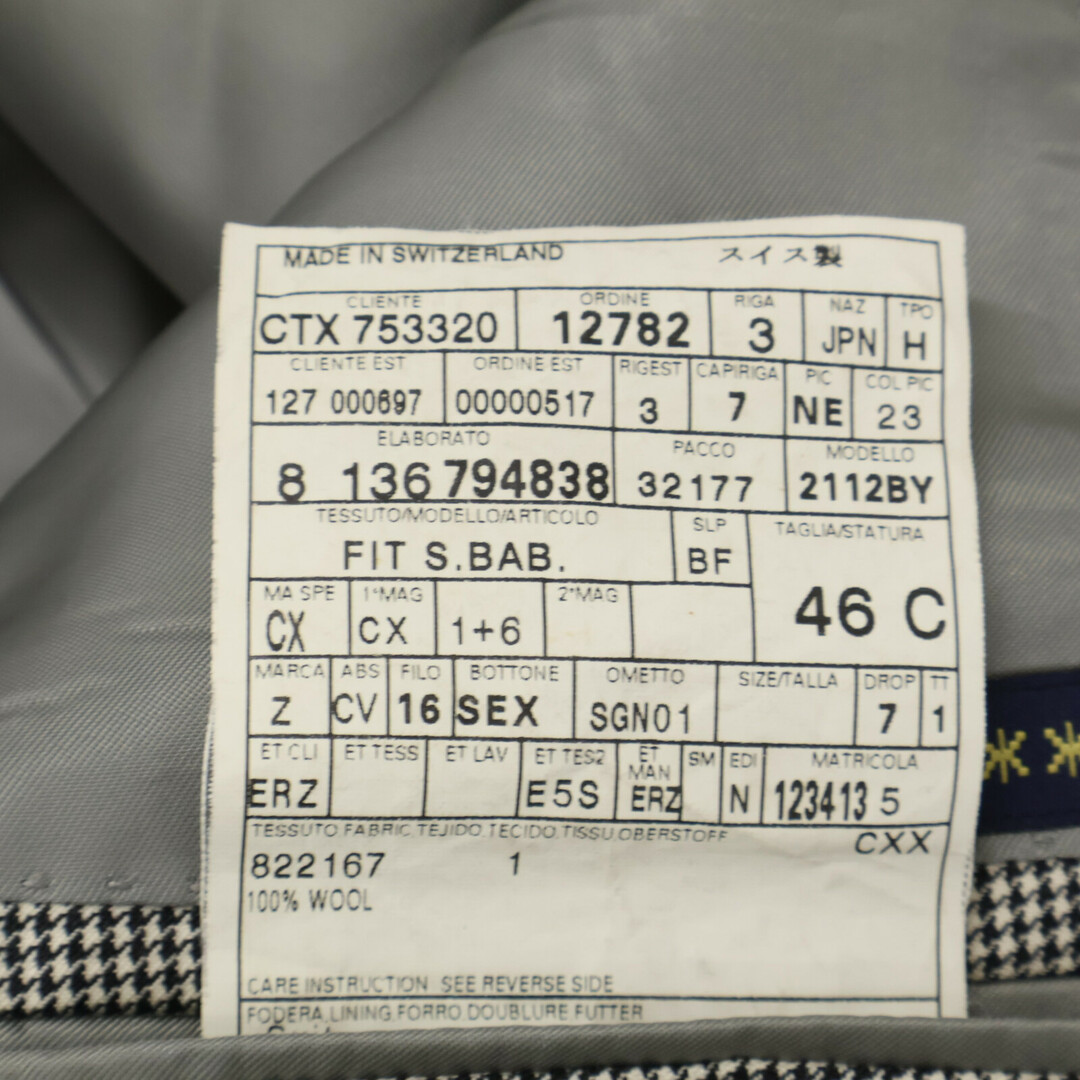 MADE IN SWITZERLAND スイス製
CLIENTE ORDINE RIGA NAZ TPO
CTX 753320 12782 3 JPN H
CLIENTE EST ORDINE EST RIGEST CAPIRIGA PIC COL PIC
127 000697 00000517 3 7 NE 23
ELABORATO PACCO MODELLO
8 136 794838 32177 2112BY
TESSUTO/MODELLO/ARTICOLO SLP TAGLIA/STATURA
FIT S.BAB. BF 46 C
MA SPE 1°MAG 2°MAG
CX CX 1+6
MARCA ABS FILO BOTTONE OMETTO SIZE/TALLA DROP TT
Z CV 16 SEX SGN01 7 1
ET CLI ET TESS ET LAV ET TES2 ET MAN SM EDI MATRICOLA
ERZ E5S ERZ N 123413 5
TESSUTO,FABRIC,TEJIDO,TECIDO,TISSU,OBERSTOFF CXX
822167 1
100% WOOL
CARE INSTRUCTION SEE REVERSE SIDE
FODERA,LINING,FORRO,DOUBLURE,FUTTER